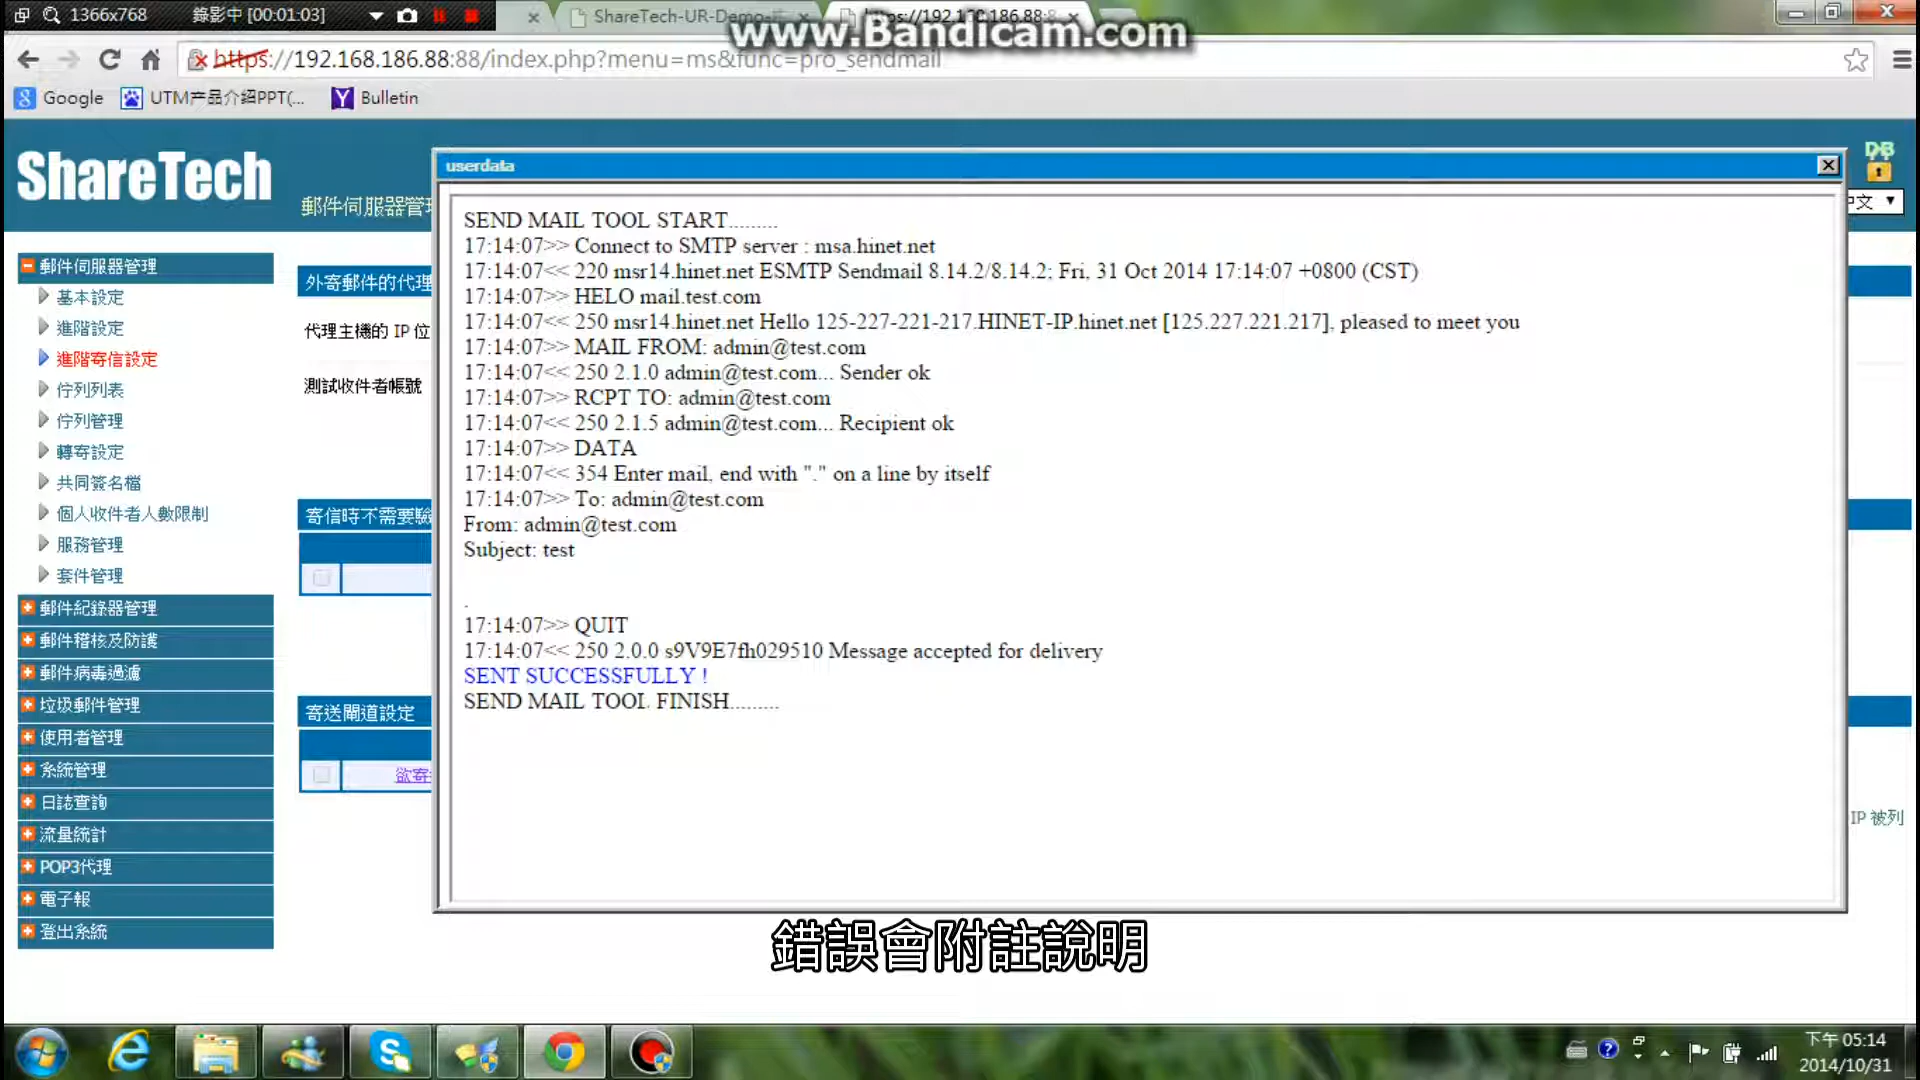 1366x768 錄影中 [00:01:03]
ShareTech-UR-Demo
https://192.168.186.88:8
www.Bandicam.com
https://192.168.186.88:88/index.php?menu=ms&func=pro_sendmail
Google UTM产品介紹PPT(... Bulletin
ShareTech
郵件伺服器管理
DB
中文
userdata
郵件伺服器管理
基本設定
進階設定
進階寄信設定
佇列列表
佇列管理
轉寄設定
共同簽名檔
個人收件者人數限制
服務管理
套件管理
郵件紀錄器管理
郵件稽核及防護
郵件病毒過濾
垃圾郵件管理
使用者管理
系統管理
日誌查詢
流量統計
POP3代理
電子報
登出系統
外寄郵件的代理
代理主機的 IP 位
測試收件者帳號
寄信時不需要驗
寄送閘道設定
欲寄
IP 被列
SEND MAIL TOOL START.........
17:14:07>> Connect to SMTP server : msa.hinet.net
17:14:07<< 220 msr14.hinet.net ESMTP Sendmail 8.14.2/8.14.2; Fri, 31 Oct 2014 17:14:07 +0800 (CST)
17:14:07>> HELO mail.test.com
17:14:07<< 250 msr14.hinet.net Hello 125-227-221-217.HINET-IP.hinet.net [125.227.221.217], pleased to meet you
17:14:07>> MAIL FROM: admin@test.com
17:14:07<< 250 2.1.0 admin@test.com... Sender ok
17:14:07>> RCPT TO: admin@test.com
17:14:07<< 250 2.1.5 admin@test.com... Recipient ok
17:14:07>> DATA
17:14:07<< 354 Enter mail, end with "." on a line by itself
17:14:07>> To: admin@test.com
From: admin@test.com
Subject: test
.
17:14:07>> QUIT
17:14:07<< 250 2.0.0 s9V9E7fh029510 Message accepted for delivery
SENT SUCCESSFULLY !
SEND MAIL TOOL FINISH.........
錯誤會附註說明
下午 05:14
2014/10/31